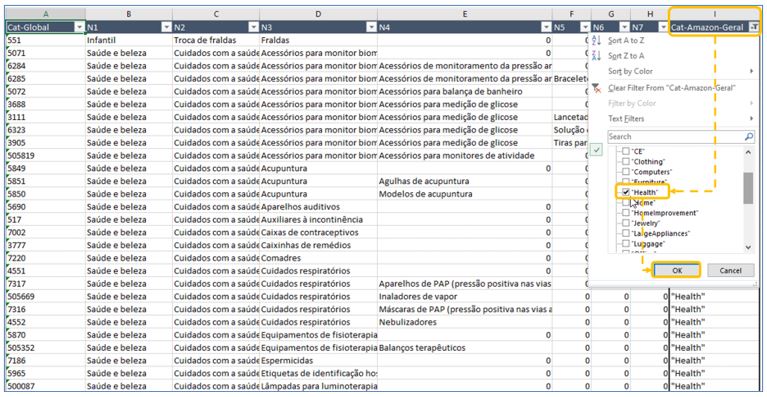 A B C D E F G H I
Cat-Global N1 N2 N3 N4 N5 N6 N7 Cat-Amazon-Geral
551 Infantil Troca de fraldas Fraldas 0 0
5071 Saúde e beleza Cuidados com a saúde Acessórios para monitor biom 0 0
6284 Saúde e beleza Cuidados com a saúde Acessórios para monitor biom Acessórios de monitoramento da pressão ar 0
6285 Saúde e beleza Cuidados com a saúde Acessórios para monitor biom Acessórios de monitoramento da pressão ar Bracelete
5072 Saúde e beleza Cuidados com a saúde Acessórios para monitor biom Acessórios para balança de banheiro 0
3688 Saúde e beleza Cuidados com a saúde Acessórios para monitor biom Acessórios para medição de glicose 0
3111 Saúde e beleza Cuidados com a saúde Acessórios para monitor biom Acessórios para medição de glicose Lancetad
6323 Saúde e beleza Cuidados com a saúde Acessórios para monitor biom Acessórios para medição de glicose Solução
3905 Saúde e beleza Cuidados com a saúde Acessórios para monitor biom Acessórios para medição de glicose Tiras par
505819 Saúde e beleza Cuidados com a saúde Acessórios para monitor biom Acessórios para monitores de atividade 0
5849 Saúde e beleza Cuidados com a saúde Acupuntura 0 0
5851 Saúde e beleza Cuidados com a saúde Acupuntura Agulhas de acupuntura 0
5850 Saúde e beleza Cuidados com a saúde Acupuntura Modelos de acupuntura 0
5690 Saúde e beleza Cuidados com a saúde Aparelhos auditivos 0 0
517 Saúde e beleza Cuidados com a saúde Auxiliares à incontinência 0 0
7002 Saúde e beleza Cuidados com a saúde Caixas de contraceptivos 0 0
3777 Saúde e beleza Cuidados com a saúde Caixinhas de remédios 0 0
7220 Saúde e beleza Cuidados com a saúde Comadres 0 0
4551 Saúde e beleza Cuidados com a saúde Cuidados respiratórios 0 0
7317 Saúde e beleza Cuidados com a saúde Cuidados respiratórios Aparelhos de PAP (pressão positiva nas vias a 0
505669 Saúde e beleza Cuidados com a saúde Cuidados respiratórios Inaladores de vapor 0 0 0 "Health"
7316 Saúde e beleza Cuidados com a saúde Cuidados respiratórios Máscaras de PAP (pressão positiva nas vias a 0 0 0 "Health"
4552 Saúde e beleza Cuidados com a saúde Cuidados respiratórios Nebulizadores 0 0 0 "Health"
5870 Saúde e beleza Cuidados com a saúde Equipamentos de fisioterapia 0 0 0 0 "Health"
505352 Saúde e beleza Cuidados com a saúde Equipamentos de fisioterapia Balanços terapêuticos 0 0 0 "Health"
7186 Saúde e beleza Cuidados com a saúde Espermicidas 0 0 0 0 "Health"
5965 Saúde e beleza Cuidados com a saúde Etiquetas de identificação hos 0 0 0 0 "Health"
500087 Saúde e beleza Cuidados com a saúde Lâmpadas para luminoterapia 0 0 0 0 "Health"
Sort A to Z
Sort Z to A
Sort by Color
Clear Filter From "Cat-Amazon-Geral"
Filter by Color
Text Filters
Search
"CE"
"Clothing"
"Computers"
"Furniture"
"Health"
"Home"
"HomeImprovement"
"Jewelry"
"LargeAppliances"
"Luggage"
OK Cancel